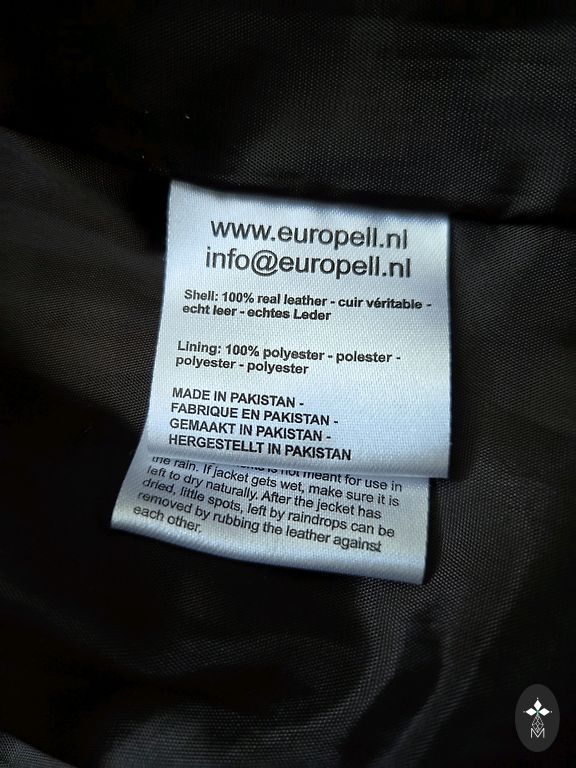 www.europell.nl
info@europell.nl
Shell: 100% real leather - cuir véritable -
echt leer - echtes Leder
Lining: 100% polyester - polester -
polyester - polyester
MADE IN PAKISTAN -
FABRIQUE EN PAKISTAN -
GEMAAKT IN PAKISTAN -
HERGESTELLT IN PAKISTAN
the rain. If jacket gets wet, make sure it is
left to dry naturally. After the jacket has
dried, little spots, left by raindrops can be
removed by rubbing the leather against
each other.